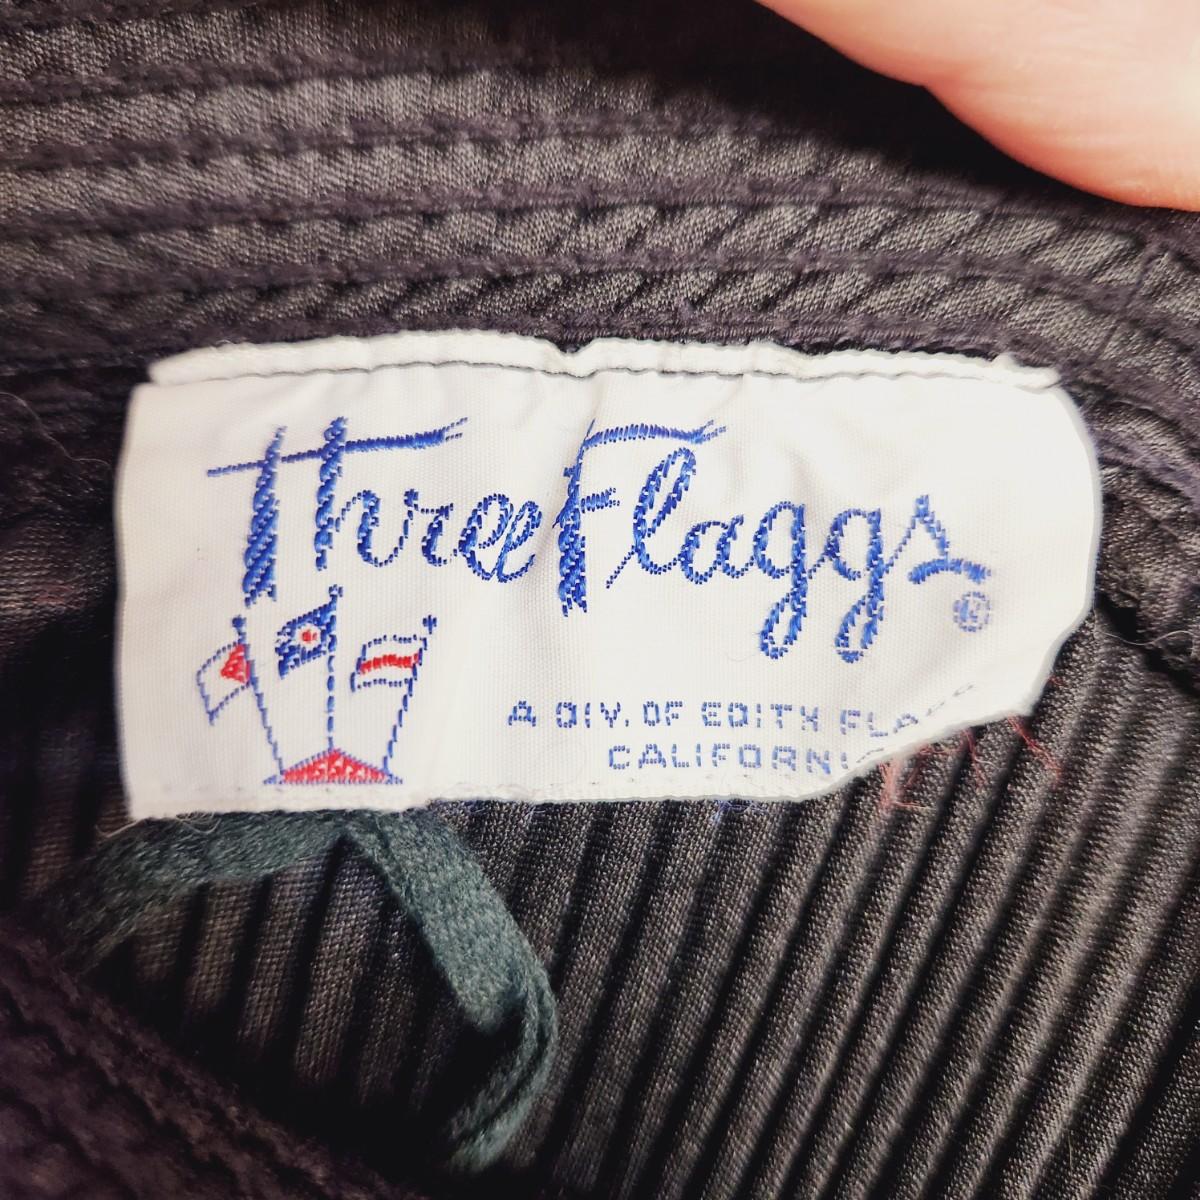 Three Flaggs ®
A DIV. OF EDITH